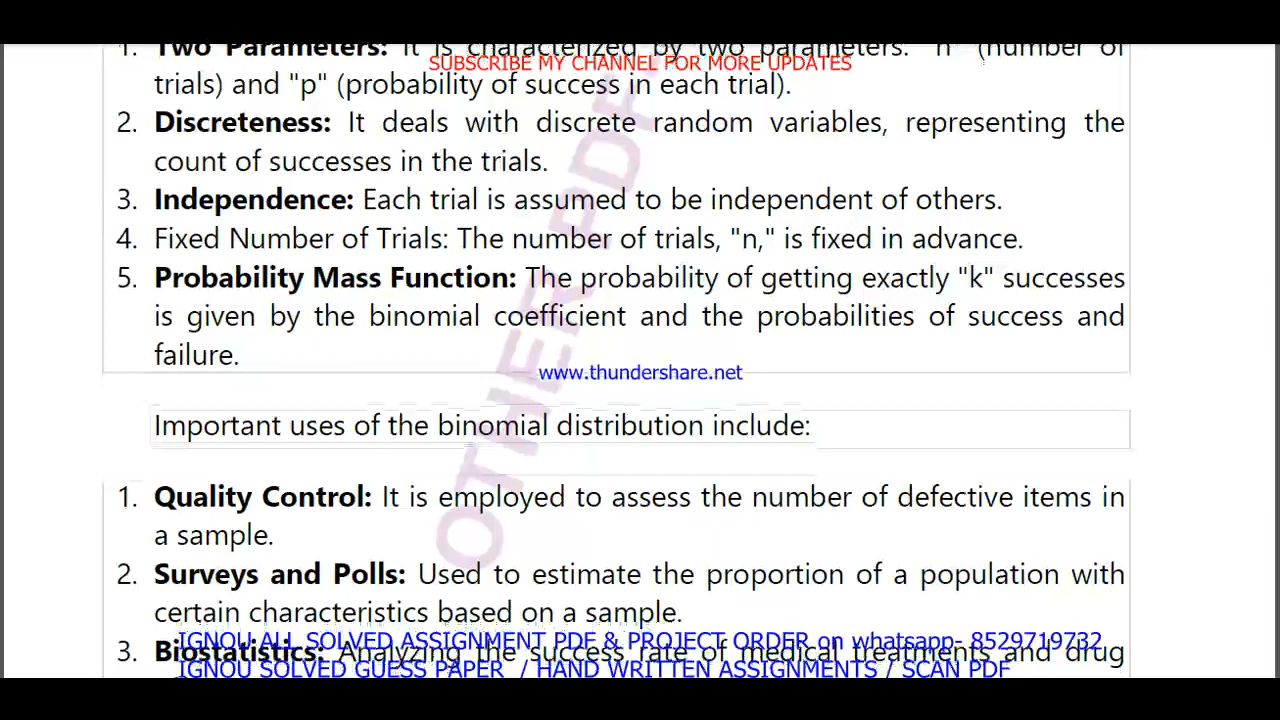 1. Two Parameters: It is characterized by two parameters: "n" (number of
SUBSCRIBE MY CHANNEL FOR MORE UPDATES
trials) and "p" (probability of success in each trial).
2. Discreteness: It deals with discrete random variables, representing the
count of successes in the trials.
3. Independence: Each trial is assumed to be independent of others.
4. Fixed Number of Trials: The number of trials, "n," is fixed in advance.
5. Probability Mass Function: The probability of getting exactly "k" successes
is given by the binomial coefficient and the probabilities of success and
failure.
www.thundershare.net
Important uses of the binomial distribution include:
1. Quality Control: It is employed to assess the number of defective items in
a sample.
2. Surveys and Polls: Used to estimate the proportion of a population with
certain characteristics based on a sample.
IGNOU ALL SOLVED ASSIGNMENT PDF & PROJECT ORDER on whatsapp- 8529719732
3. Biostatistics: Analyzing the success rate of medical treatments and drug
IGNOU SOLVED GUESS PAPER / HAND WRITTEN ASSIGNMENTS / SCAN PDF
OTHER PDF